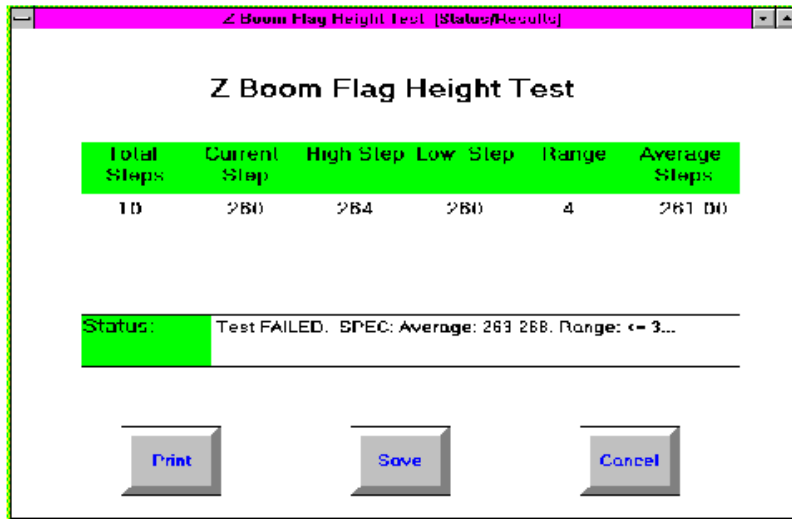 Z Boom Flag Height Test [Status/Results]
Z Boom Flag Height Test
Total Steps Current Step High Step Low Step Range Average Steps
10 260 264 260 4 261.00
Status: Test FAILED. SPEC: Average: 263-268. Range: <= 3...
Print Save Cancel